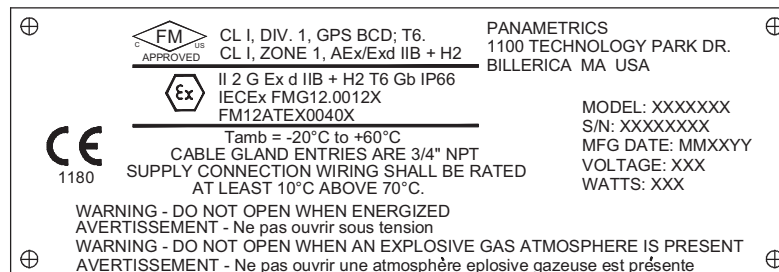 FM
C US
APPROVED
CL I, DIV. 1, GPS BCD; T6.
CL I, ZONE 1, AEx/Exd IIB + H2
PANAMETRICS
1100 TECHNOLOGY PARK DR.
BILLERICA MA USA
Ex
II 2 G Ex d IIB + H2 T6 Gb IP66
IECEx FMG12.0012X
FM12ATEX0040X
CE
1180
Tamb = -20°C to +60°C
CABLE GLAND ENTRIES ARE 3/4" NPT
SUPPLY CONNECTION WIRING SHALL BE RATED
AT LEAST 10°C ABOVE 70°C.
MODEL: XXXXXXX
S/N: XXXXXXXX
MFG DATE: MMXXYY
VOLTAGE: XXX
WATTS: XXX
WARNING - DO NOT OPEN WHEN ENERGIZED
AVERTISSEMENT - Ne pas ouvrir sous tension
WARNING - DO NOT OPEN WHEN AN EXPLOSIVE GAS ATMOSPHERE IS PRESENT
AVERTISSEMENT - Ne pas ouvrir une atmosphère eplosive gazeuse est présente